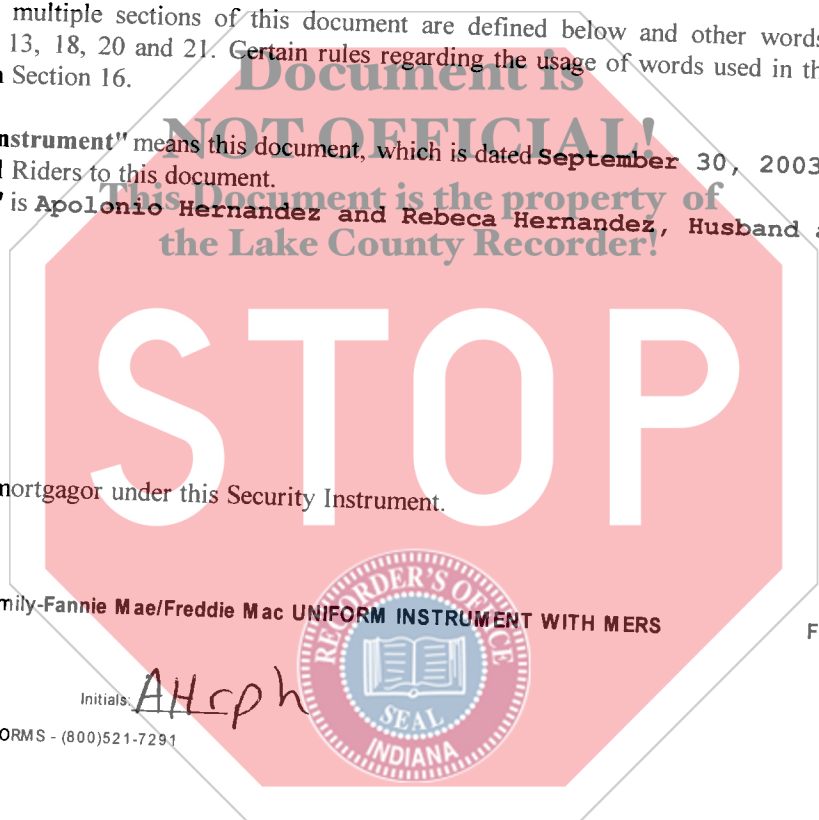 multiple sections of this document are defined below and other words
13, 18, 20 and 21. Certain rules regarding the usage of words used in th
Section 16.
Document is
NOT OFFICIAL!
nstrument" means this document, which is dated September 30, 2003
Riders to this document.
This Document is the property of
" is Apolonio Hernandez and Rebeca Hernandez, Husband a
the Lake County Recorder!
STOP
mortgagor under this Security Instrument.
mily-Fannie Mae/Freddie Mac UNIFORM INSTRUMENT WITH MERS
F
RECORDER'S OFFICE
SEAL
INDIANA
Initials: AH rph
ORMS - (800)521-7291